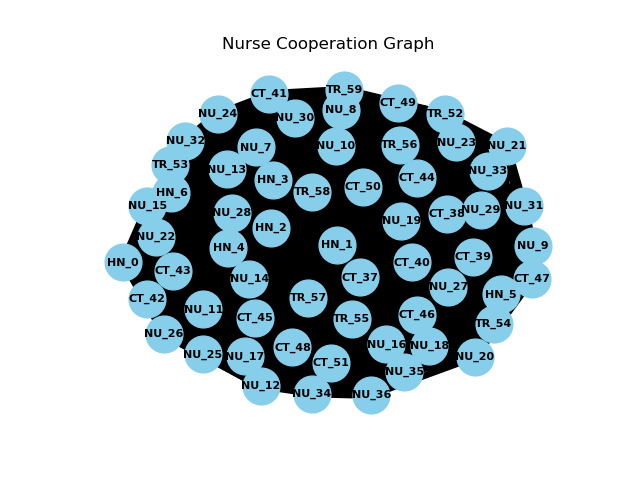 Nurse Cooperation Graph
TR_59
CT_41
CT_49
NU_8
NU_24
NU_30
TR_52
NU_32
NU_23
NU_7
NU_10
TR_56
NU_21
TR_53
NU_13
NU_33
HN_3
CT_44
HN_6
TR_58
CT_50
NU_15
NU_31
NU_28
CT_38
NU_29
NU_19
HN_2
NU_22
HN_4
HN_1
NU_9
CT_39
HN_0
CT_40
CT_43
NU_14
CT_37
CT_47
NU_27
HN_5
CT_42
TR_57
NU_11
CT_45
TR_55
CT_46
TR_54
NU_26
CT_48
NU_16
NU_18
NU_25
NU_17
NU_20
CT_51
NU_35
NU_12
NU_34
NU_36